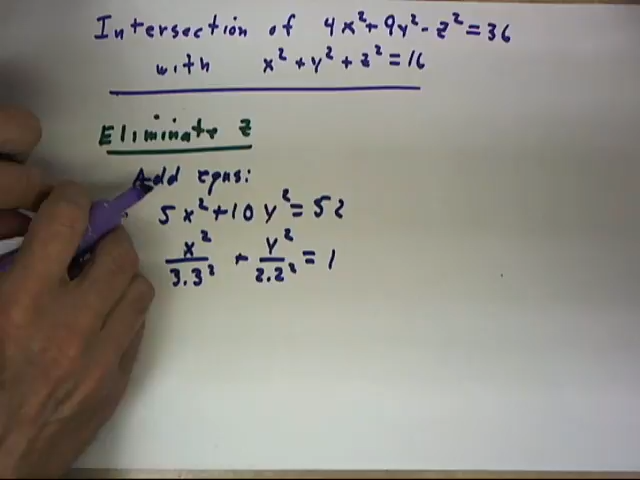 Intersection of 4x²+9y²-z²=36
with x²+y²+z²=16
Eliminate z
Add eqns:
5x²+10y²=52
x²/3.3² + y²/2.2² = 1